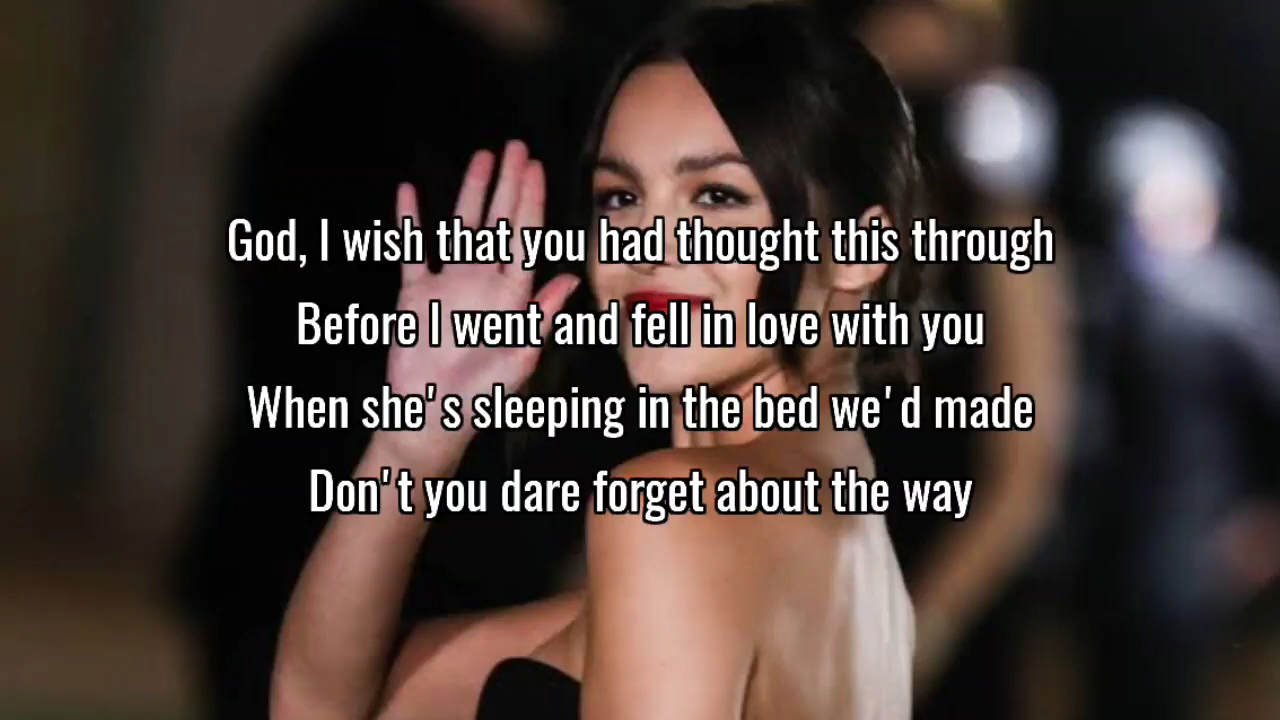 God, I wish that you had thought this through
Before I went and fell in love with you
When she's sleeping in the bed we'd made
Don't you dare forget about the way